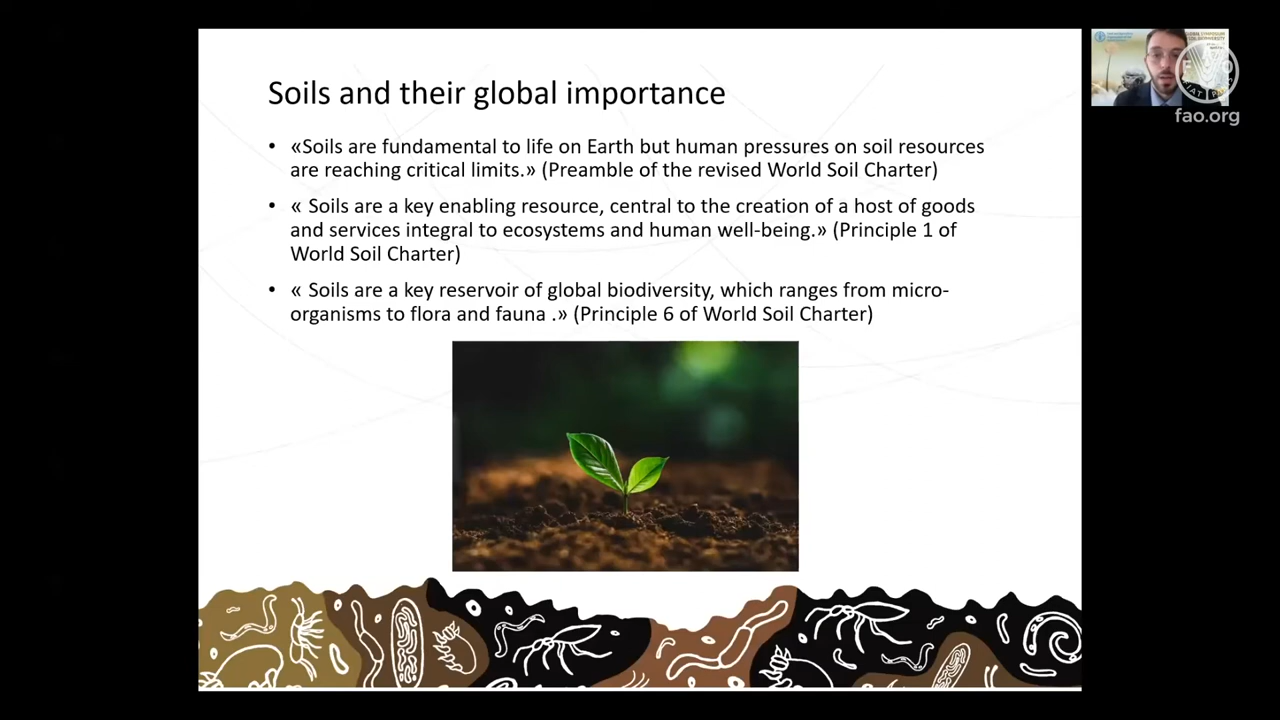 Soils and their global importance
• «Soils are fundamental to life on Earth but human pressures on soil resources
are reaching critical limits.» (Preamble of the revised World Soil Charter)
• « Soils are a key enabling resource, central to the creation of a host of goods
and services integral to ecosystems and human well-being.» (Principle 1 of
World Soil Charter)
• « Soils are a key reservoir of global biodiversity, which ranges from micro-
organisms to flora and fauna .» (Principle 6 of World Soil Charter)
fao.org